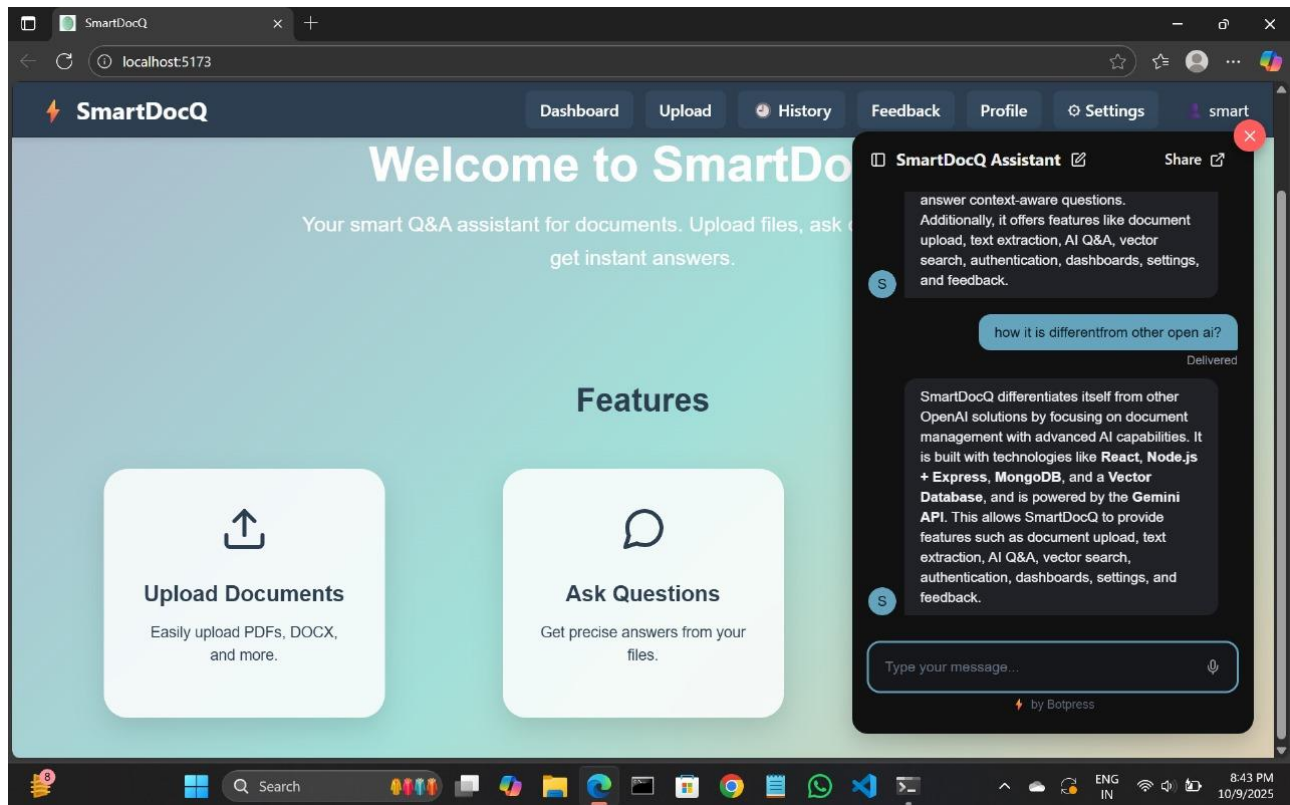 SmartDocQ
localhost:5173
SmartDocQ
Dashboard
Upload
History
Feedback
Profile
Settings
smart
Welcome to SmartDo
Your smart Q&A assistant for documents. Upload files, ask
get instant answers.
Features
Upload Documents
Easily upload PDFs, DOCX,
and more.
Ask Questions
Get precise answers from your
files.
SmartDocQ Assistant
Share
answer context-aware questions.
Additionally, it offers features like document
upload, text extraction, AI Q&A, vector
search, authentication, dashboards, settings,
and feedback.
S
how it is differentfrom other open ai?
Delivered
SmartDocQ differentiates itself from other
OpenAI solutions by focusing on document
management with advanced AI capabilities. It
is built with technologies like React, Node.js
+ Express, MongoDB, and a Vector
Database, and is powered by the Gemini
API. This allows SmartDocQ to provide
features such as document upload, text
extraction, AI Q&A, vector search,
authentication, dashboards, settings, and
feedback.
S
Type your message...
by Botpress
8
Search
ENG
IN
8:43 PM
10/9/2025